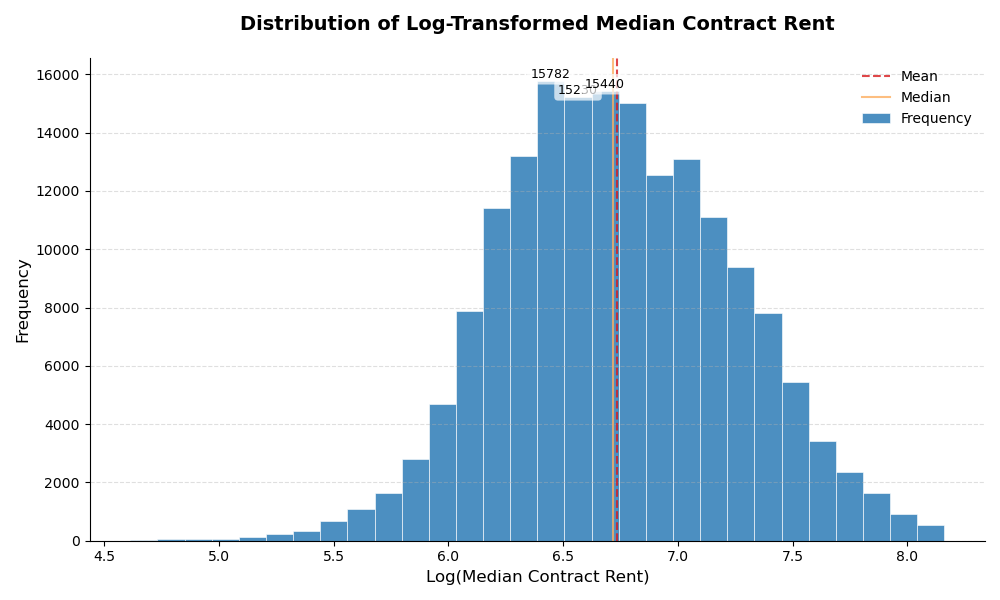 Distribution of Log-Transformed Median Contract Rent
Frequency
16000
14000
12000
10000
8000
6000
4000
2000
0
15782
15440
Mean
Median
Frequency
4.5 5.0 5.5 6.0 6.5 7.0 7.5 8.0
Log(Median Contract Rent)